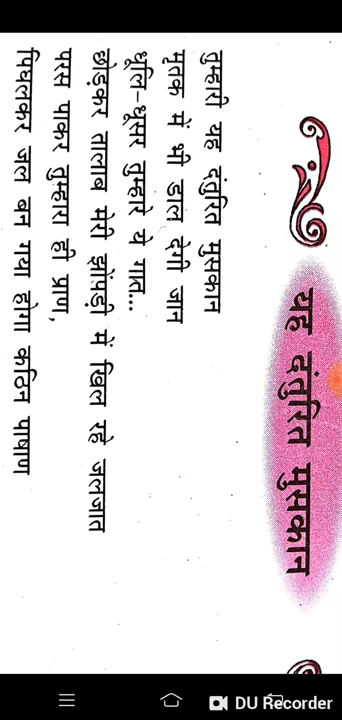 यह दंतुरित मुसकान
तुम्हारी यह दंतुरित मुसकान
मृतक में भी डाल देगी जान
धूलि-धूसर तुम्हारे ये गात...
छोड़कर तालाब मेरी झोंपड़ी में खिल रहे जलजात
परस पाकर तुम्हारा ही प्राण,
पिघलकर जल बन गया होगा कठिन पाषाण
DU Recorder